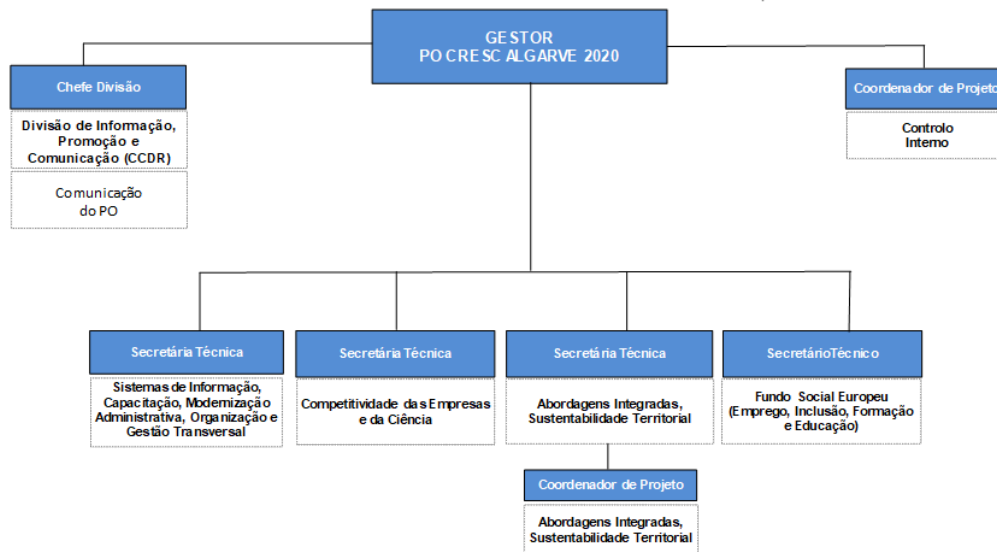 GESTOR
PO CRESC ALGARVE 2020
Chefe Divisão
Divisão de Informação,
Promoção e
Comunicação (CCDR)
Comunicação
do PO
Coordenador de Projeto
Controlo
Interno
Secretária Técnica
Sistemas de Informação,
Capacitação, Modernização
Administrativa, Organização e
Gestão Transversal
Secretária Técnica
Competitividade das Empresas
e da Ciência
Secretária Técnica
Abordagens Integradas,
Sustentabilidade Territorial
SecretárioTécnico
Fundo Social Europeu
(Emprego, Inclusão, Formação
e Educação)
Coordenador de Projeto
Abordagens Integradas,
Sustentabilidade Territorial